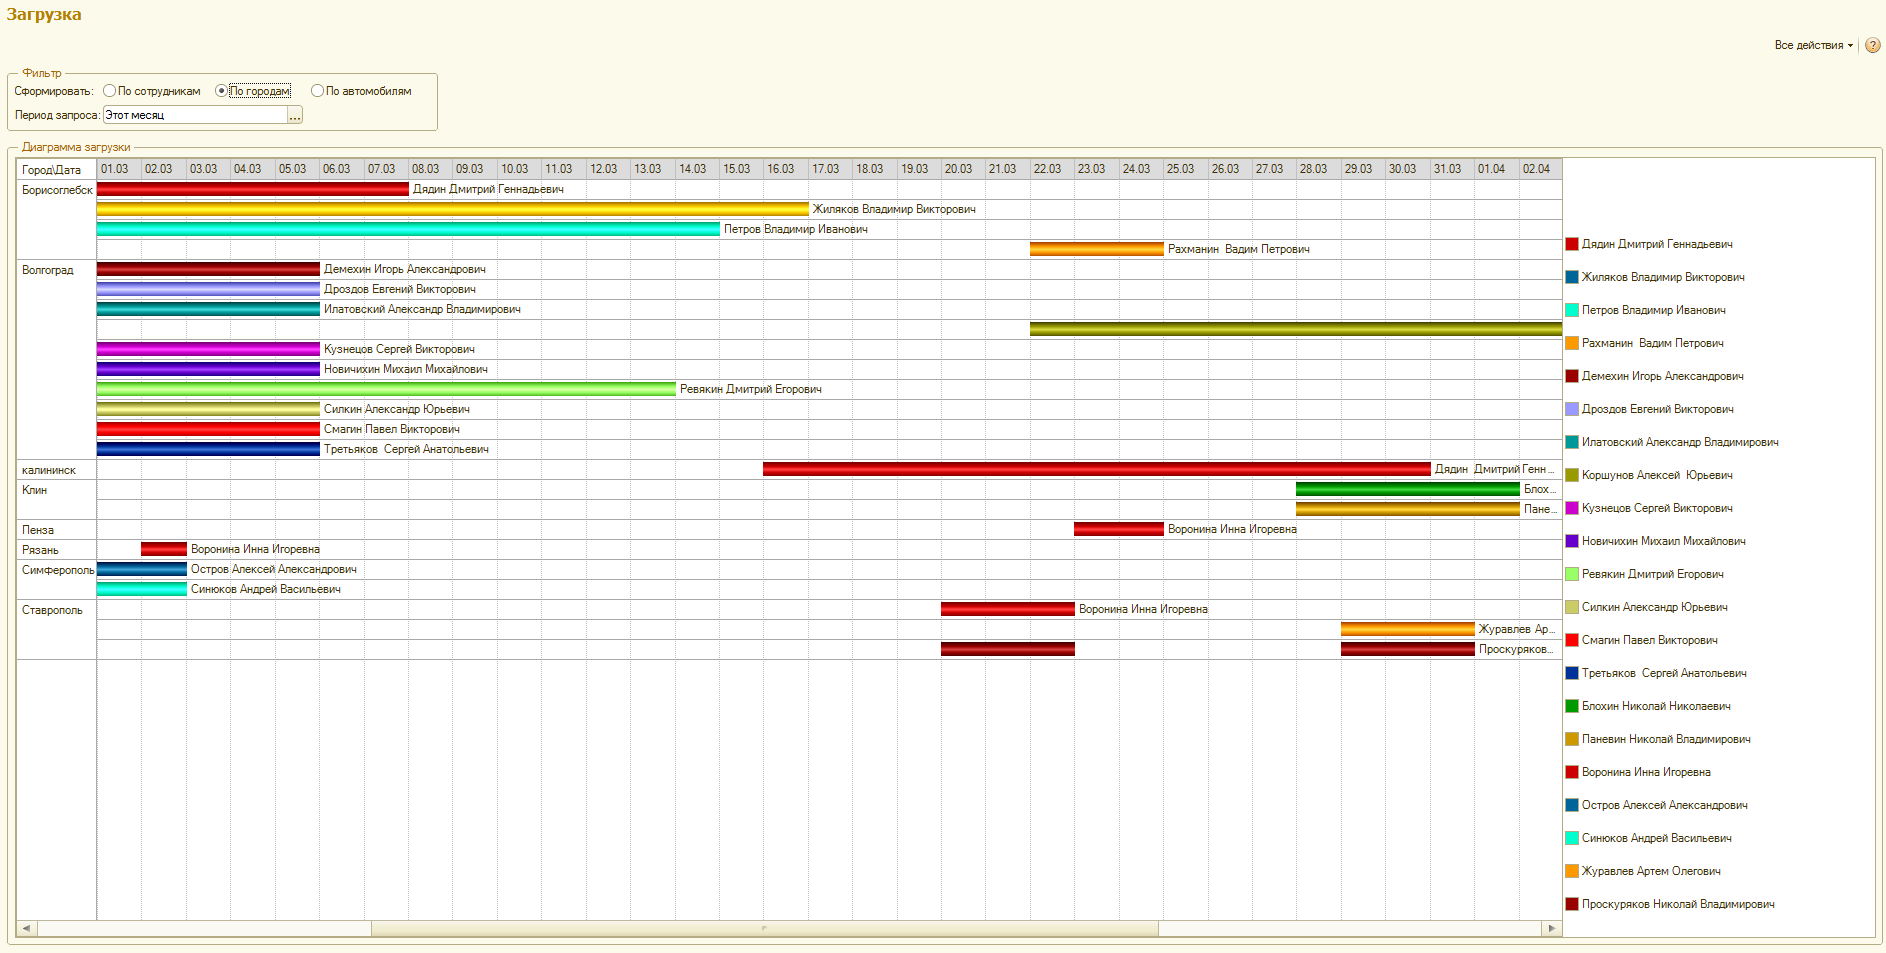 Загрузка
Все действия
?
Фильтр
Сформировать: По сотрудникам По городам По автомобилям
Период запроса: Этот месяц ...
Диаграмма загрузки
Город\Дата 01.03 02.03 03.03 04.03 05.03 06.03 07.03 08.03 09.03 10.03 11.03 12.03 13.03 14.03 15.03 16.03 17.03 18.03 19.03 20.03 21.03 22.03 23.03 24.03 25.03 26.03 27.03 28.03 29.03 30.03 31.03 01.04 02.04
Борисоглебск Дядин Дмитрий Геннадьевич
Жиляков Владимир Викторович
Петров Владимир Иванович
Рахманин Вадим Петрович
Волгоград Демехин Игорь Александрович
Дроздов Евгений Викторович
Илатовский Александр Владимирович
Кузнецов Сергей Викторович
Новичихин Михаил Михайлович
Ревякин Дмитрий Егорович
Силкин Александр Юрьевич
Смагин Павел Викторович
Третьяков Сергей Анатольевич
калининск Дядин Дмитрий Генн...
Клин Блох...
Пане...
Пенза Воронина Инна Игоревна
Рязань Воронина Инна Игоревна
Симферополь Остров Алексей Александрович
Синюков Андрей Васильевич
Ставрополь Воронина Инна Игоревна
Журавлев Ар...
Проскуряков...
Дядин Дмитрий Геннадьевич
Жиляков Владимир Викторович
Петров Владимир Иванович
Рахманин Вадим Петрович
Демехин Игорь Александрович
Дроздов Евгений Викторович
Илатовский Александр Владимирович
Коршунов Алексей Юрьевич
Кузнецов Сергей Викторович
Новичихин Михаил Михайлович
Ревякин Дмитрий Егорович
Силкин Александр Юрьевич
Смагин Павел Викторович
Третьяков Сергей Анатольевич
Блохин Николай Николаевич
Паневин Николай Владимирович
Воронина Инна Игоревна
Остров Алексей Александрович
Синюков Андрей Васильевич
Журавлев Артем Олегович
Проскуряков Николай Владимирович